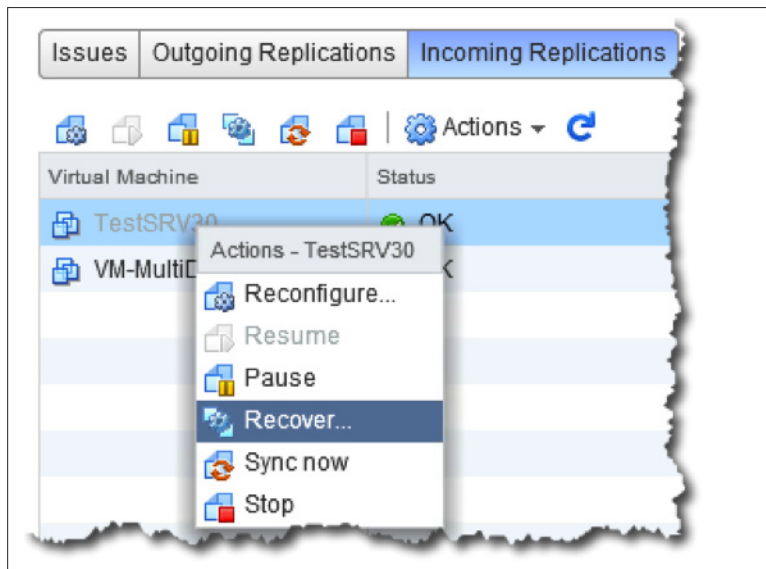 Issues Outgoing Replications Incoming Replications
Actions
Virtual Machine Status
TestSRV30 OK
Actions - TestSRV30
VM-MultiD K
Reconfigure...
Resume
Pause
Recover...
Sync now
Stop